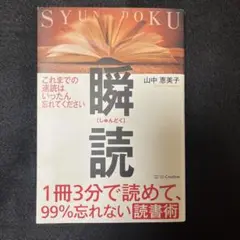 SYUN DOKU
山中 恵美子
これまでの
速読は
いったん
忘れてください
瞬
[しゅんどく]
読
SB Creative
1冊3分で読めて、
99%忘れない読書術